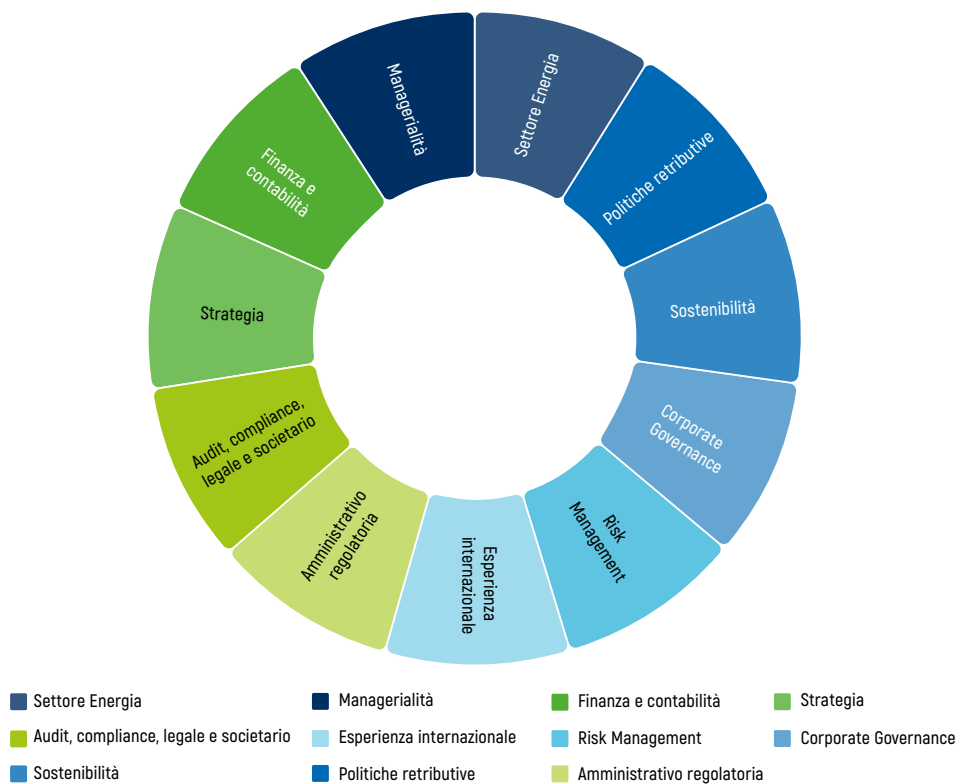 Managerialità
Settore Energia
Politiche retributive
Sostenibilità
Corporate
Governance
Risk
Management
Esperienza
internazionale
Amministrativo
regolatoria
Audit, compliance,
legale e societario
Strategia
Finanza e
contabilità
Settore Energia
Managerialità
Finanza e contabilità
Strategia
Audit, compliance, legale e societario
Esperienza internazionale
Risk Management
Corporate Governance
Sostenibilità
Politiche retributive
Amministrativo regolatoria